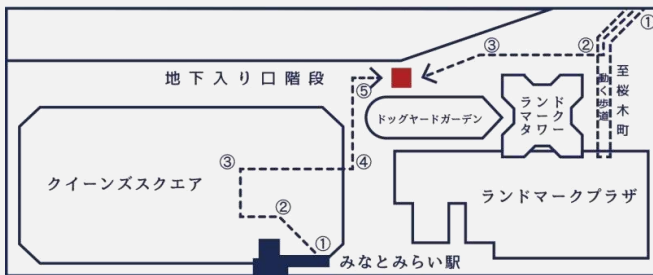 ①
②
③
至桜木町
動く歩道
地下入り口階段
⑤
ランド
マーク
タワー
ドッグヤードガーデン
③
④
クイーンズスクエア
ランドマークプラザ
②
①
みなとみらい駅